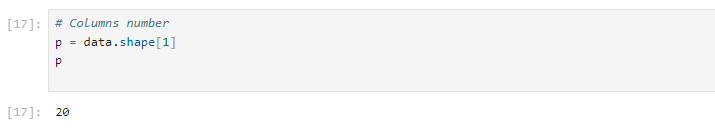 [17]: # Columns number
p = data.shape[1]
p
[17]: 20